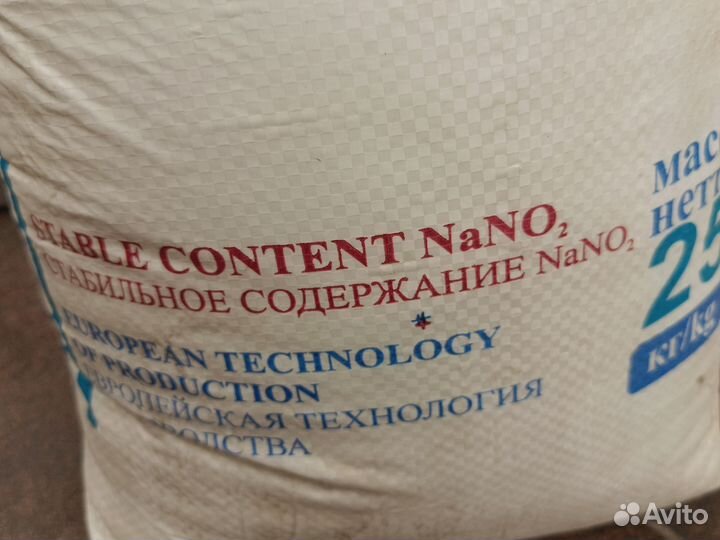 STABLE CONTENT NaNO₂
СТАБИЛЬНОЕ СОДЕРЖАНИЕ NaNO₂
EUROPEAN TECHNOLOGY
OF PRODUCTION
ЕВРОПЕЙСКАЯ ТЕХНОЛОГИЯ
Мас
нет
25
кг/kg
Avito